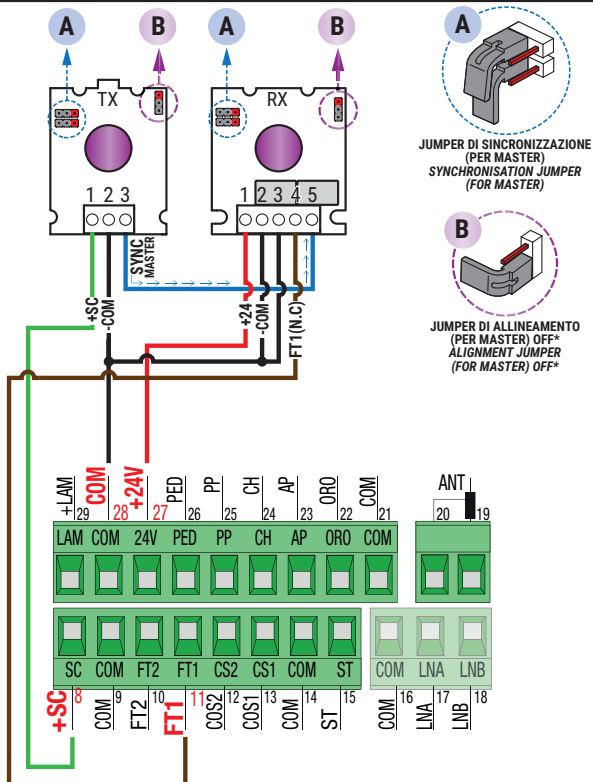 A B A B
TX RX
1 2 3
1 2 3 4 5
SYNC
MASTER
+SC
-COM
+24
-COM
FT1(N.C)
A
JUMPER DI SINCRONIZZAZIONE
(PER MASTER)
SYNCHRONISATION JUMPER
(FOR MASTER)
B
JUMPER DI ALLINEAMENTO
(PER MASTER) OFF*
ALIGNMENT JUMPER
(FOR MASTER) OFF*
+LAM COM +24V PED PP CH AP ORO COM ANT
29 28 27 26 25 24 23 22 21 20 19
LAM COM 24V PED PP CH AP ORO COM
SC COM FT2 FT1 CS2 CS1 COM ST COM LNA LNB
8 9 10 11 12 13 14 15 16 17 18
+SC COM FT2 FT1 COS2 COS1 COM ST COM LNA LNB